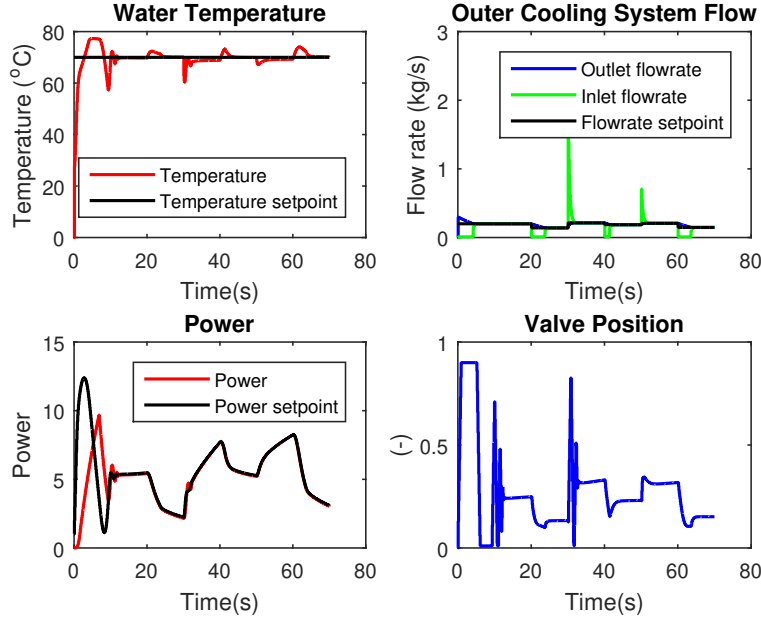 Water Temperature
80
60
40
20
0
Temperature (°C)
Temperature
Temperature setpoint
0 20 40 60 80
Time(s)
Outer Cooling System Flow
3
2
1
0
Flow rate (kg/s)
Outlet flowrate
Inlet flowrate
Flowrate setpoint
0 20 40 60 80
Time(s)
Power
15
10
5
0
Power
Power
Power setpoint
0 20 40 60 80
Time(s)
Valve Position
1
0.5
0
(-)
0 20 40 60 80
Time(s)